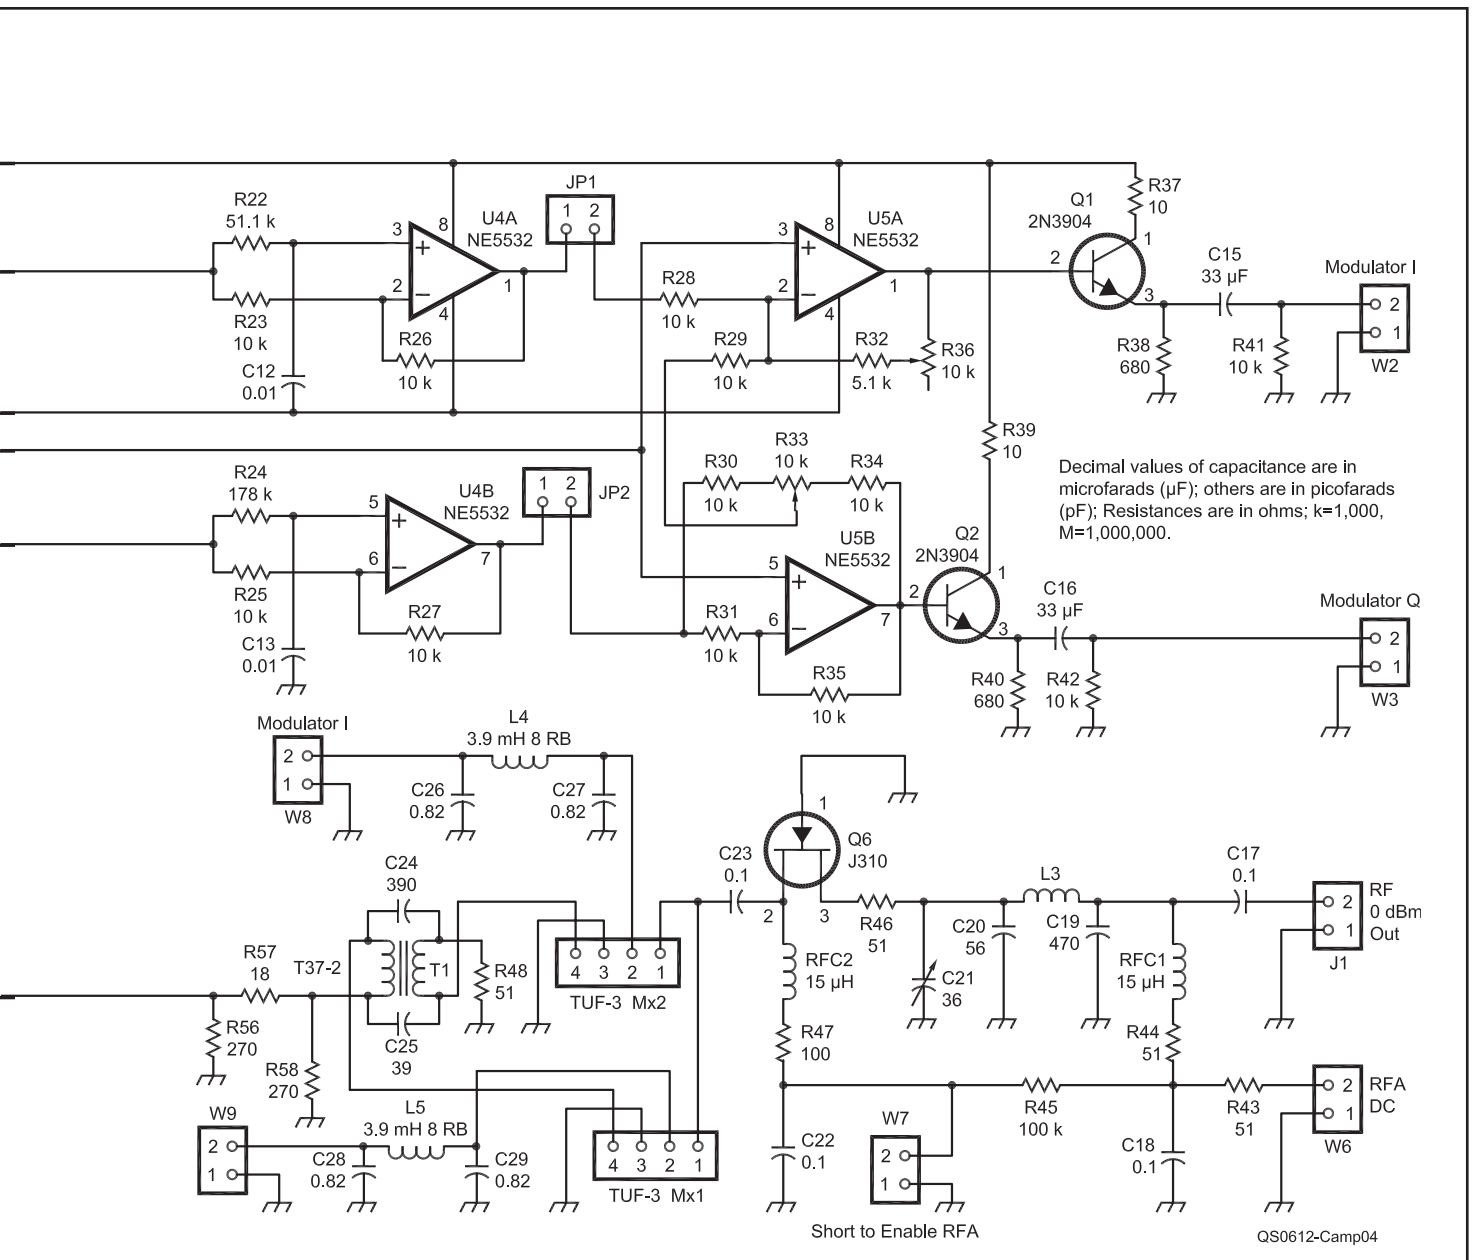 R22
51.1 k
R23
10 k
C12
0.01
3
+
2
−
8
4
1
U4A
NE5532
R26
10 k
JP1
1 2
R28
10 k
R29
10 k
3
+
2
−
8
4
1
U5A
NE5532
R32
5.1 k
R36
10 k
Q1
2N3904
2
1
3
R37
10
C15
33 µF
R38
680
R41
10 k
Modulator I
2
1
W2
R24
178 k
R25
10 k
C13
0.01
5
+
6
−
7
U4B
NE5532
R27
10 k
JP2
1 2
R30
10 k
R33
10 k
R34
10 k
R31
10 k
5
+
6
−
7
U5B
NE5532
R35
10 k
R39
10
Q2
2N3904
2
1
3
C16
33 µF
R40
680
R42
10 k
Modulator Q
2
1
W3
Decimal values of capacitance are in
microfarads (µF); others are in picofarads
(pF); Resistances are in ohms; k=1,000,
M=1,000,000.
Modulator I
2
1
W8
L4
3.9 mH 8 RB
C26
0.82
C27
0.82
C24
390
T37-2
T1
C25
39
R57
18
R56
270
R58
270
R48
51
4 3 2 1
TUF-3 Mx2
W9
2
1
L5
3.9 mH 8 RB
C28
0.82
C29
0.82
4 3 2 1
TUF-3 Mx1
C23
0.1
1
Q6
J310
2
3
R46
51
RFC2
15 µH
R47
100
C22
0.1
C21
36
C20
56
L3
C19
470
RFC1
15 µH
R44
51
C17
0.1
2
1
RF
0 dBm
Out
J1
W7
2
1
Short to Enable RFA
R45
100 k
C18
0.1
R43
51
2
1
RFA
DC
W6
QS0612-Camp04